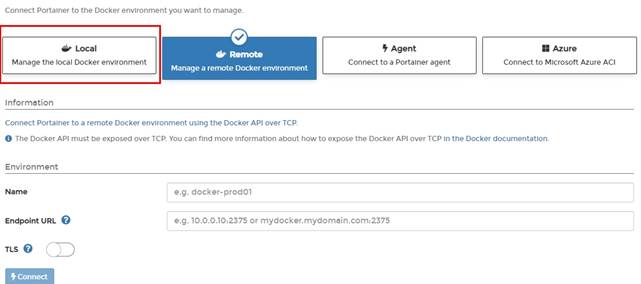 Connect Portainer to the Docker environment you want to manage.
Local
Manage the local Docker environment
Remote
Manage a remote Docker environment
Agent
Connect to a Portainer agent
Azure
Connect to Microsoft Azure ACI
Information
Connect Portainer to a remote Docker environment using the Docker API over TCP.
The Docker API must be exposed over TCP. You can find more information about how to expose the Docker API over TCP in the Docker documentation.
Environment
Name
e.g. docker-prod01
Endpoint URL
e.g. 10.0.0.10:2375 or mydocker.mydomain.com:2375
TLS
Connect